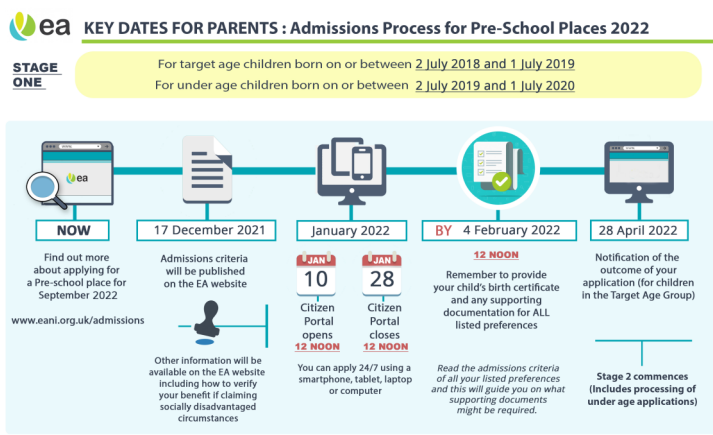 ea
KEY DATES FOR PARENTS : Admissions Process for Pre-School Places 2022
STAGE
ONE
For target age children born on or between 2 July 2018 and 1 July 2019
For under age children born on or between 2 July 2019 and 1 July 2020
ea
NOW
Find out more
about applying for
a Pre-school place for
September 2022
www.eani.org.uk/admissions
17 December 2021
Admissions criteria
will be published
on the EA website
Other information will be
available on the EA website
including how to verify
your benefit if claiming
socially disadvantaged
circumstances
January 2022
JAN
10
Citizen
Portal
opens
12 NOON
JAN
28
Citizen
Portal
closes
12 NOON
You can apply 24/7 using a
smartphone, tablet, laptop
or computer
BY 4 February 2022
12 NOON
Remember to provide
your child's birth certificate
and any supporting
documentation for ALL
listed preferences
Read the admissions criteria
of all your listed preferences
and this will guide you on what
supporting documents
might be required.
28 April 2022
Notification of the
outcome of your
application (for children
in the Target Age Group)
Stage 2 commences
(Includes processing of
under age applications)